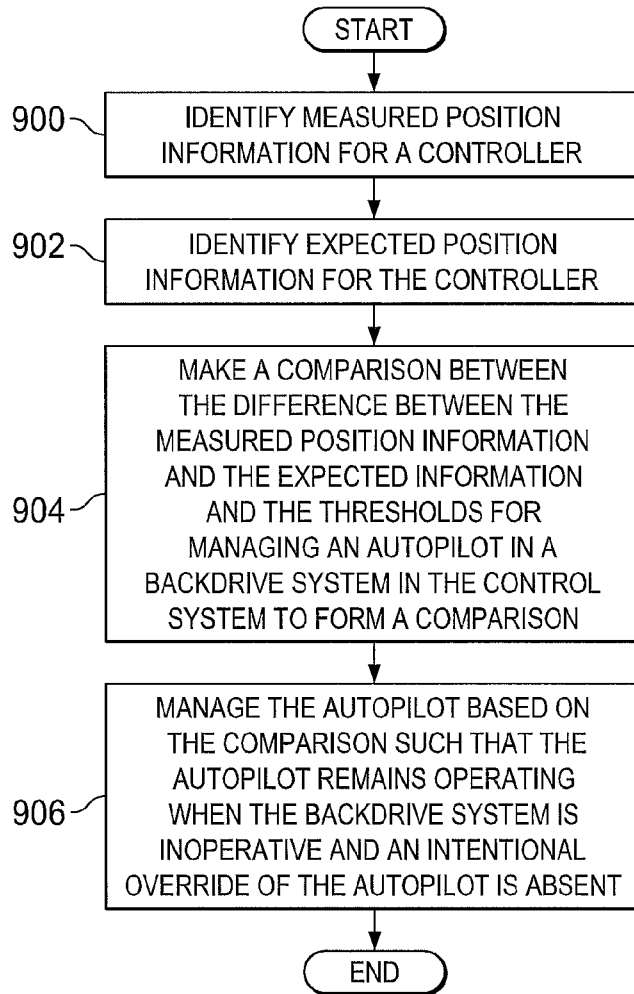 START
900
IDENTIFY MEASURED POSITION
INFORMATION FOR A CONTROLLER
902
IDENTIFY EXPECTED POSITION
INFORMATION FOR THE CONTROLLER
904
MAKE A COMPARISON BETWEEN
THE DIFFERENCE BETWEEN THE
MEASURED POSITION INFORMATION
AND THE EXPECTED INFORMATION
AND THE THRESHOLDS FOR
MANAGING AN AUTOPILOT IN A
BACKDRIVE SYSTEM IN THE CONTROL
SYSTEM TO FORM A COMPARISON
906
MANAGE THE AUTOPILOT BASED ON
THE COMPARISON SUCH THAT THE
AUTOPILOT REMAINS OPERATING
WHEN THE BACKDRIVE SYSTEM IS
INOPERATIVE AND AN INTENTIONAL
OVERRIDE OF THE AUTOPILOT IS ABSENT
END